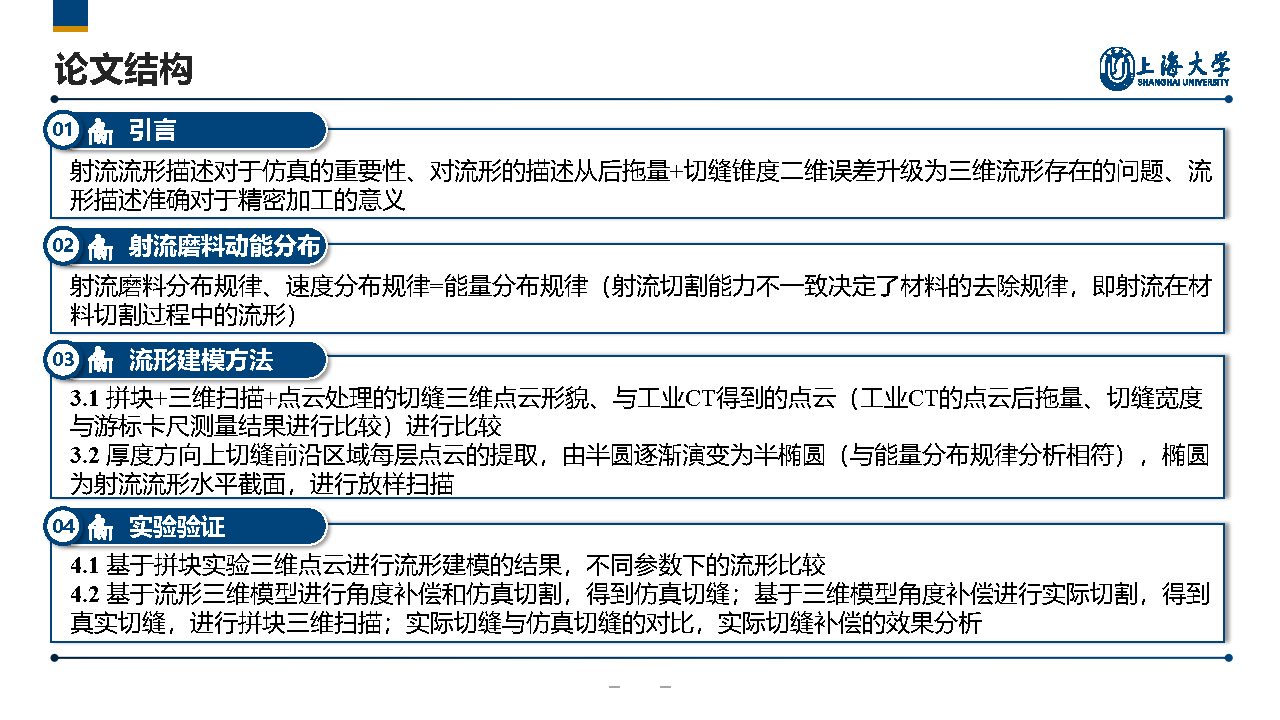 论文结构
上海大学
SHANGHAI UNIVERSITY
01 引言
射流流形描述对于仿真的重要性、对流形的描述从后拖量+切缝锥度二维误差升级为三维流形存在的问题、流
形描述准确对于精密加工的意义
02 射流磨料动能分布
射流磨料分布规律、速度分布规律=能量分布规律（射流切割能力不一致决定了材料的去除规律，即射流在材
料切割过程中的流形）
03 流形建模方法
3.1 拼块+三维扫描+点云处理的切缝三维点云形貌、与工业CT得到的点云（工业CT的点云后拖量、切缝宽度
与游标卡尺测量结果进行比较）进行比较
3.2 厚度方向上切缝前沿区域每层点云的提取，由半圆逐渐演变为半椭圆（与能量分布规律分析相符），椭圆
为射流流形水平截面，进行放样扫描
04 实验验证
4.1 基于拼块实验三维点云进行流形建模的结果，不同参数下的流形比较
4.2 基于流形三维模型进行角度补偿和仿真切割，得到仿真切缝；基于三维模型角度补偿进行实际切割，得到
真实切缝，进行拼块三维扫描；实际切缝与仿真切缝的对比，实际切缝补偿的效果分析